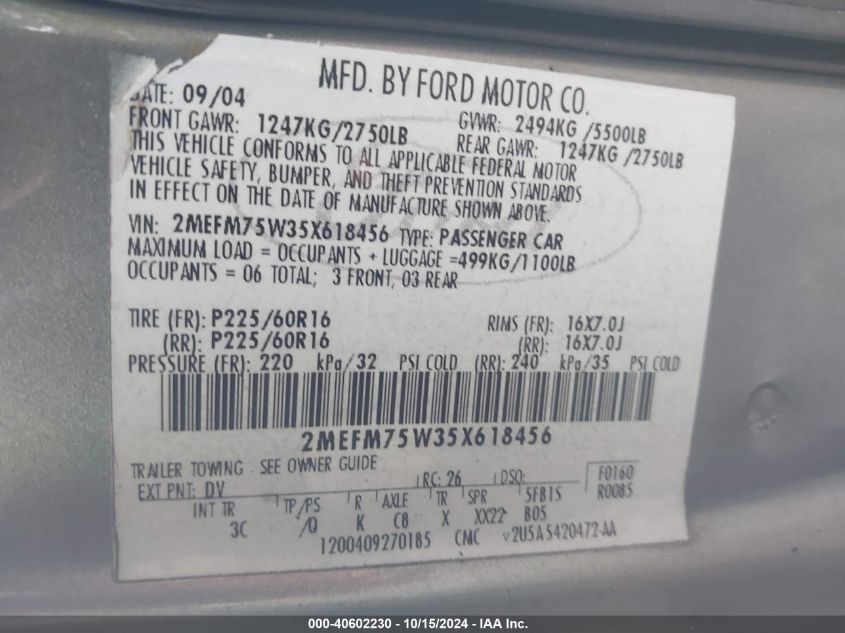 MFD. BY FORD MOTOR CO.
DATE: 09/04
GVWR: 2494KG /5500LB
FRONT GAWR: 1247KG/2750LB
REAR GAWR: 1247KG /2750LB
THIS VEHICLE CONFORMS TO ALL APPLICABLE FEDERAL MOTOR
VEHICLE SAFETY, BUMPER, AND THEFT PREVENTION STANDARDS
IN EFFECT ON THE DATE OF MANUFACTURE SHOWN ABOVE.
VIN: 2MEFM75W35X618456 TYPE: PASSENGER CAR
MAXIMUM LOAD = OCCUPANTS + LUGGAGE =499KG/1100LB
OCCUPANTS = 06 TOTAL; 3 FRONT, 03 REAR
TIRE (FR): P225/60R16 RIMS (FR): 16X7.0J
(RR): P225/60R16 (RR): 16X7.0J
PRESSURE (FR): 220 kPa/32 PSI COLD (RR): 240 kPa/35 PSI COLD
2MEFM75W35X618456
TRAILER TOWING - SEE OWNER GUIDE
EXT PNT: DV RC: 26 DSO: F0160
R0085
INT TR TP/PS R AXLE TR SPR 5FB15
3C /0 K C8 X XX22 B05
1200409270185 CMC v2U5A5420472-AA
000-40602230 - 10/15/2024 - IAA Inc.